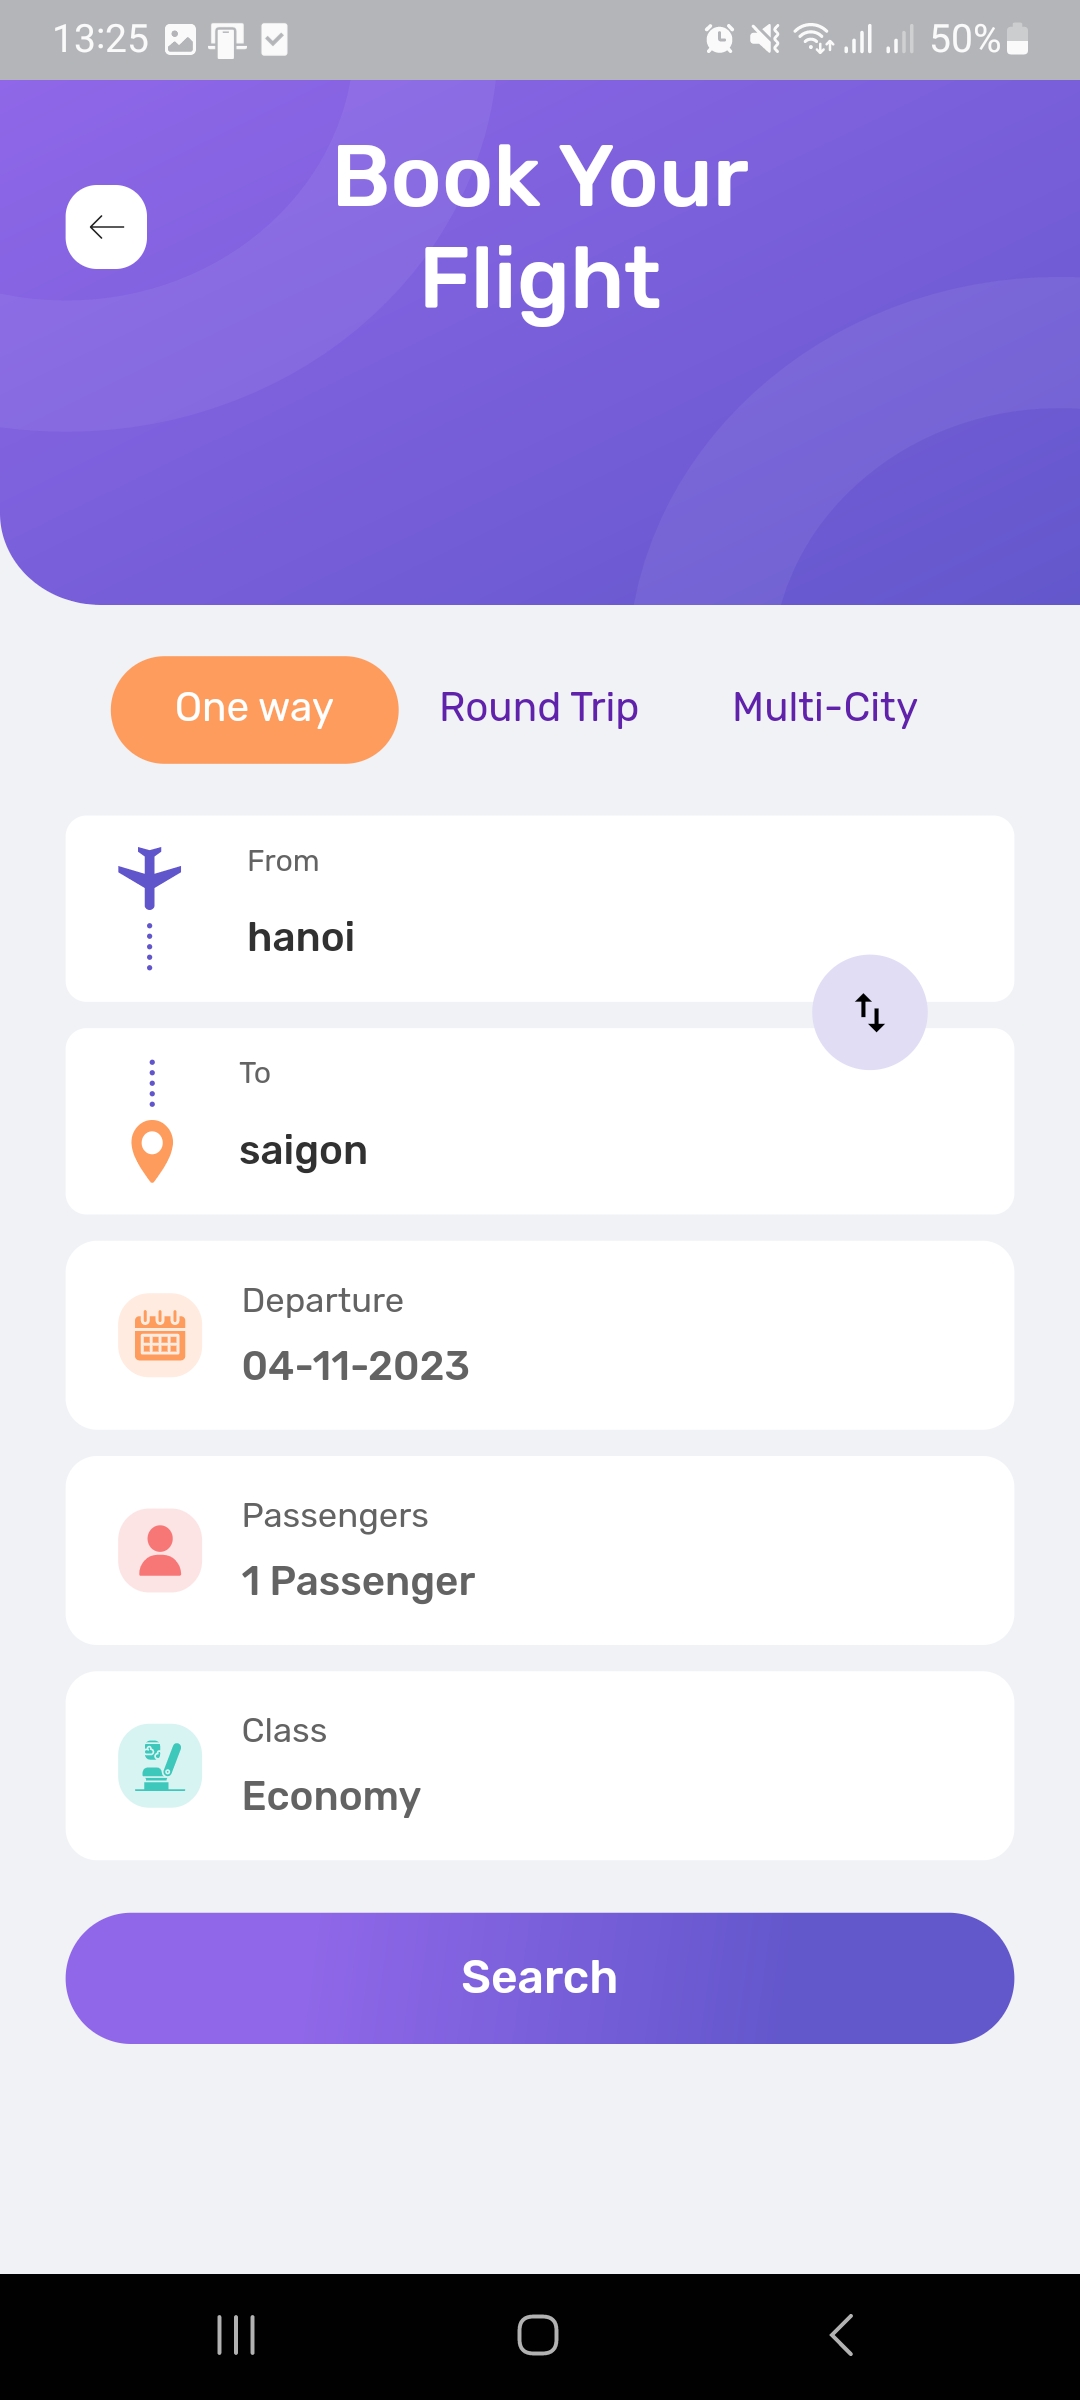 13:25
50%
Book Your
Flight
One way
Round Trip
Multi-City
From
hanoi
To
saigon
Departure
04-11-2023
Passengers
1 Passenger
Class
Economy
Search